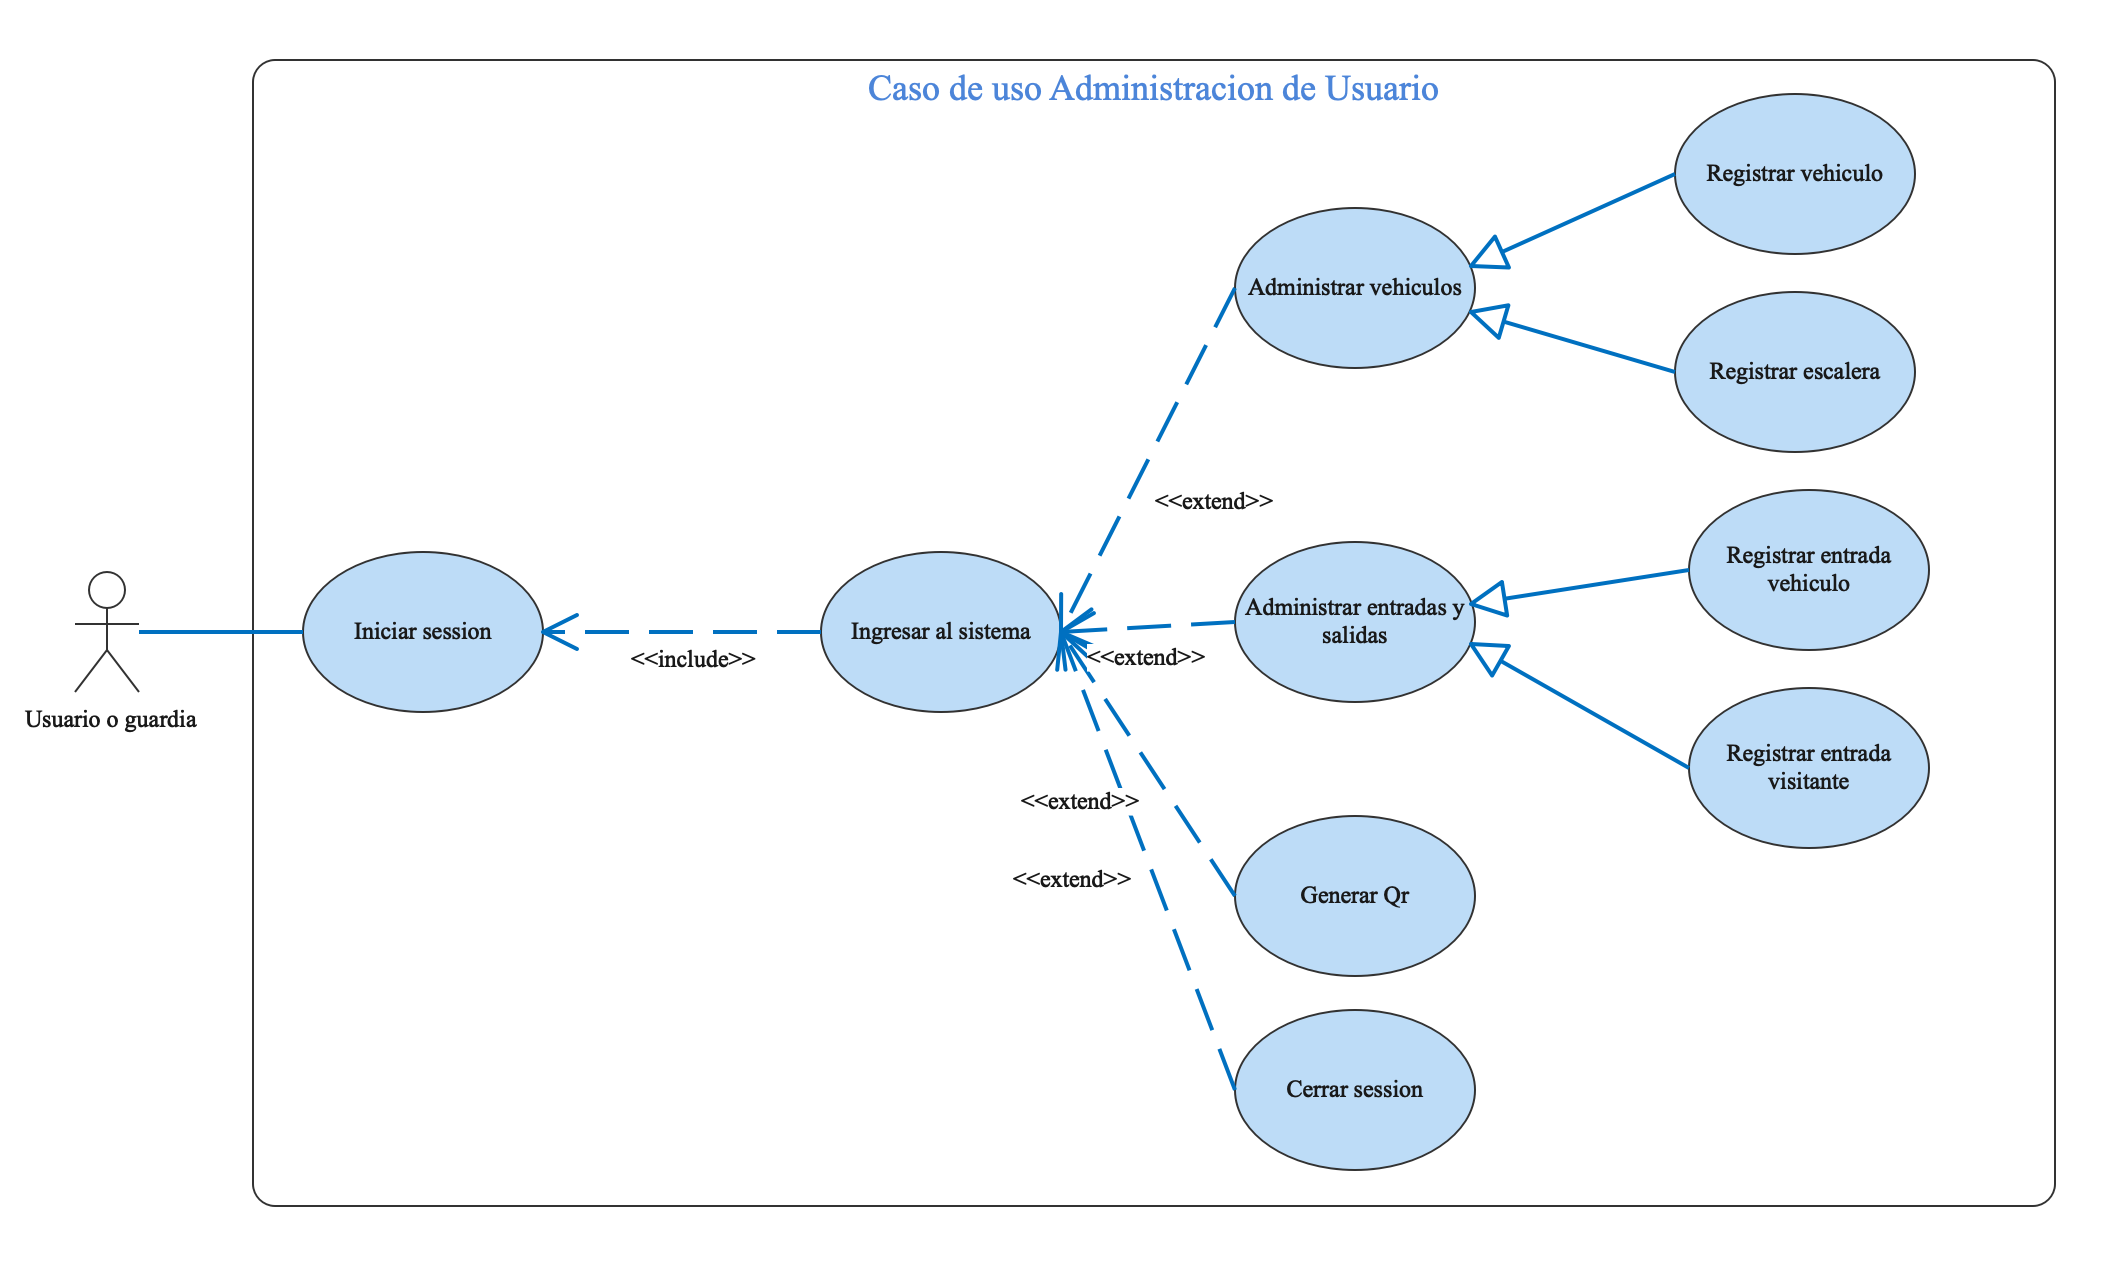 Caso de uso Administracion de Usuario
Registrar vehiculo
Administrar vehiculos
Registrar escalera
<<extend>>
Registrar entrada
vehiculo
Administrar entradas y
salidas
Iniciar session
Ingresar al sistema
<<include>>
<<extend>>
Usuario o guardia
Registrar entrada
visitante
<<extend>>
<<extend>>
Generar Qr
Cerrar session